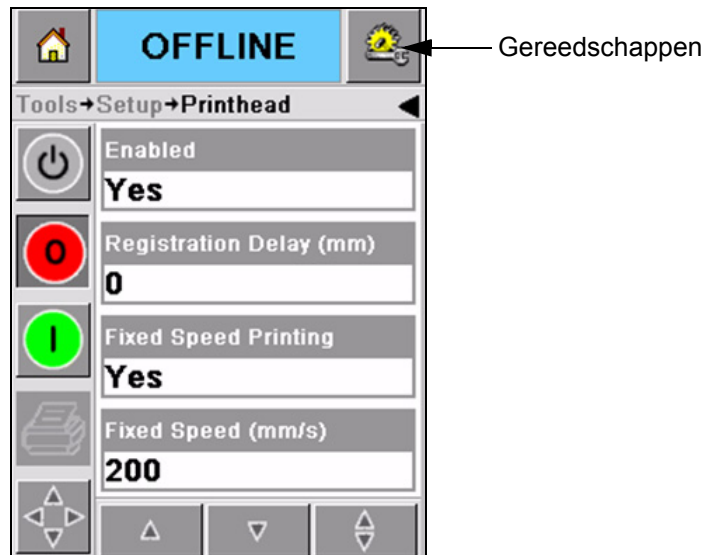 OFFLINE
Gereedschappen
Tools→Setup→Printhead
Enabled
Yes
Registration Delay (mm)
0
Fixed Speed Printing
Yes
Fixed Speed (mm/s)
200
0
I